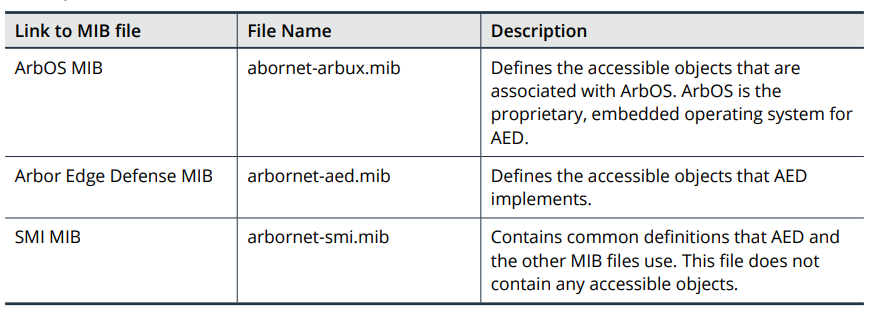 Link to MIB file File Name Description
ArbOS MIB abornet-arbux.mib Defines the accessible objects that are
associated with ArbOS. ArbOS is the
proprietary, embedded operating system for
AED.
Arbor Edge Defense MIB arbornet-aed.mib Defines the accessible objects that AED
implements.
SMI MIB arbornet-smi.mib Contains common definitions that AED and
the other MIB files use. This file does not
contain any accessible objects.